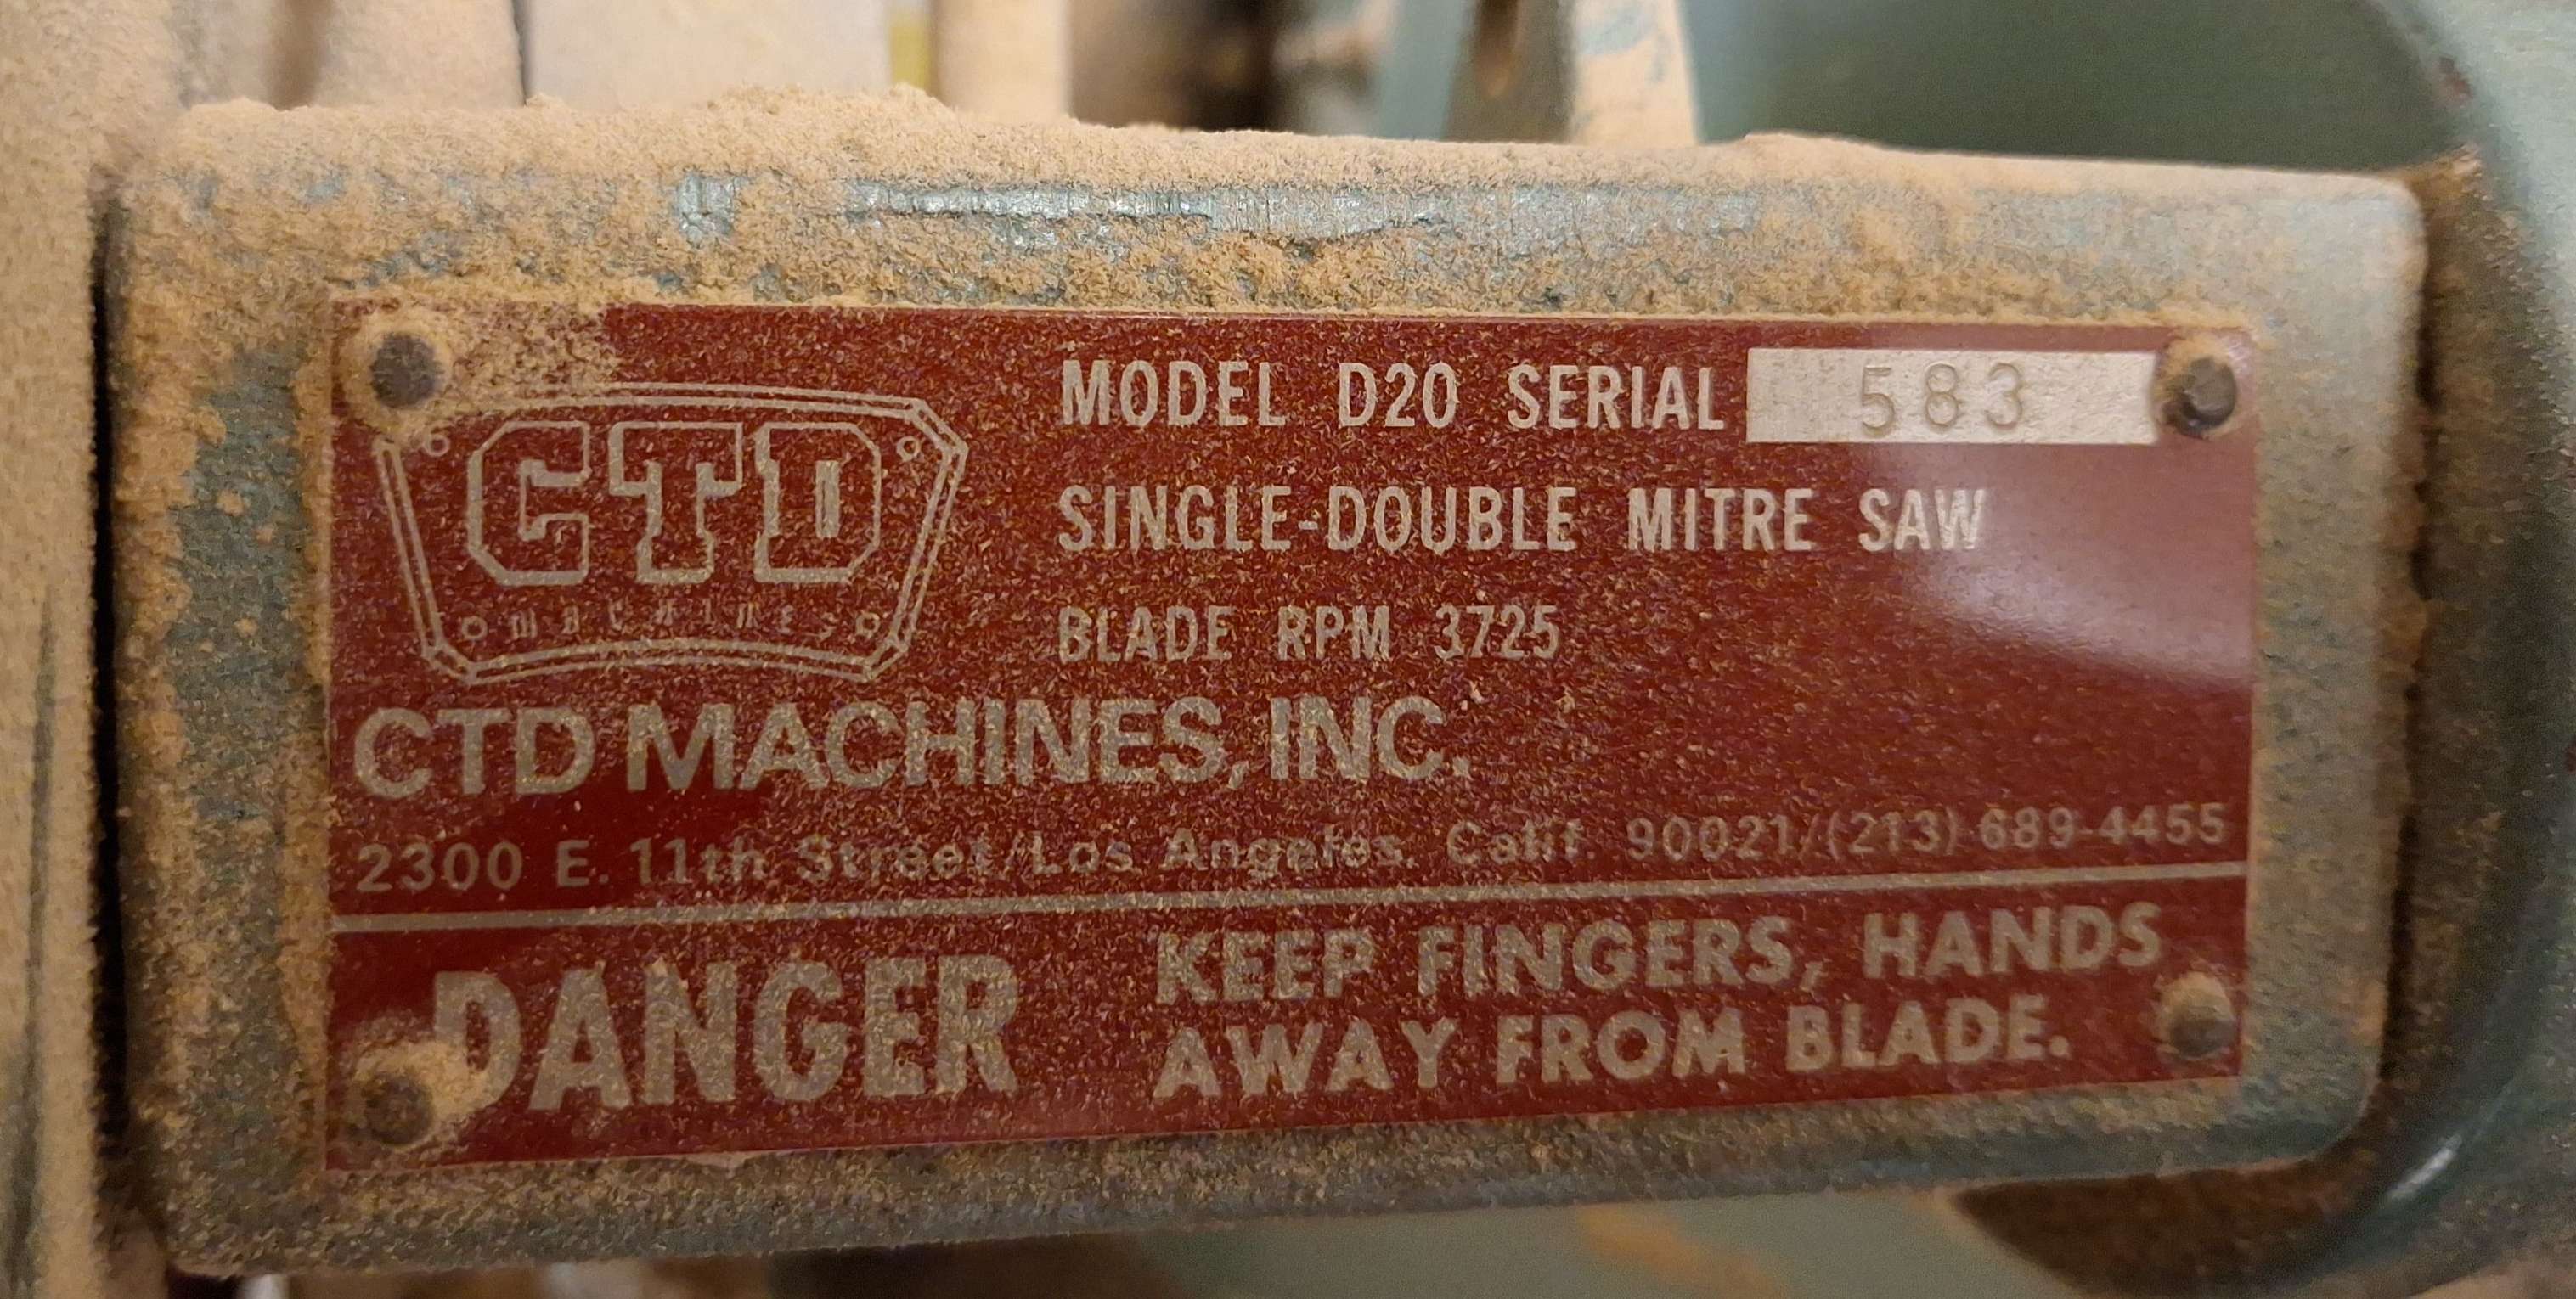 MODEL D20 SERIAL 583
CTD
machines
SINGLE-DOUBLE MITRE SAW
BLADE RPM 3725
CTD MACHINES, INC.
2300 E. 11th Street/Los Angeles, Calif. 90021/(213) 689-4455
DANGER
KEEP FINGERS, HANDS
AWAY FROM BLADE.